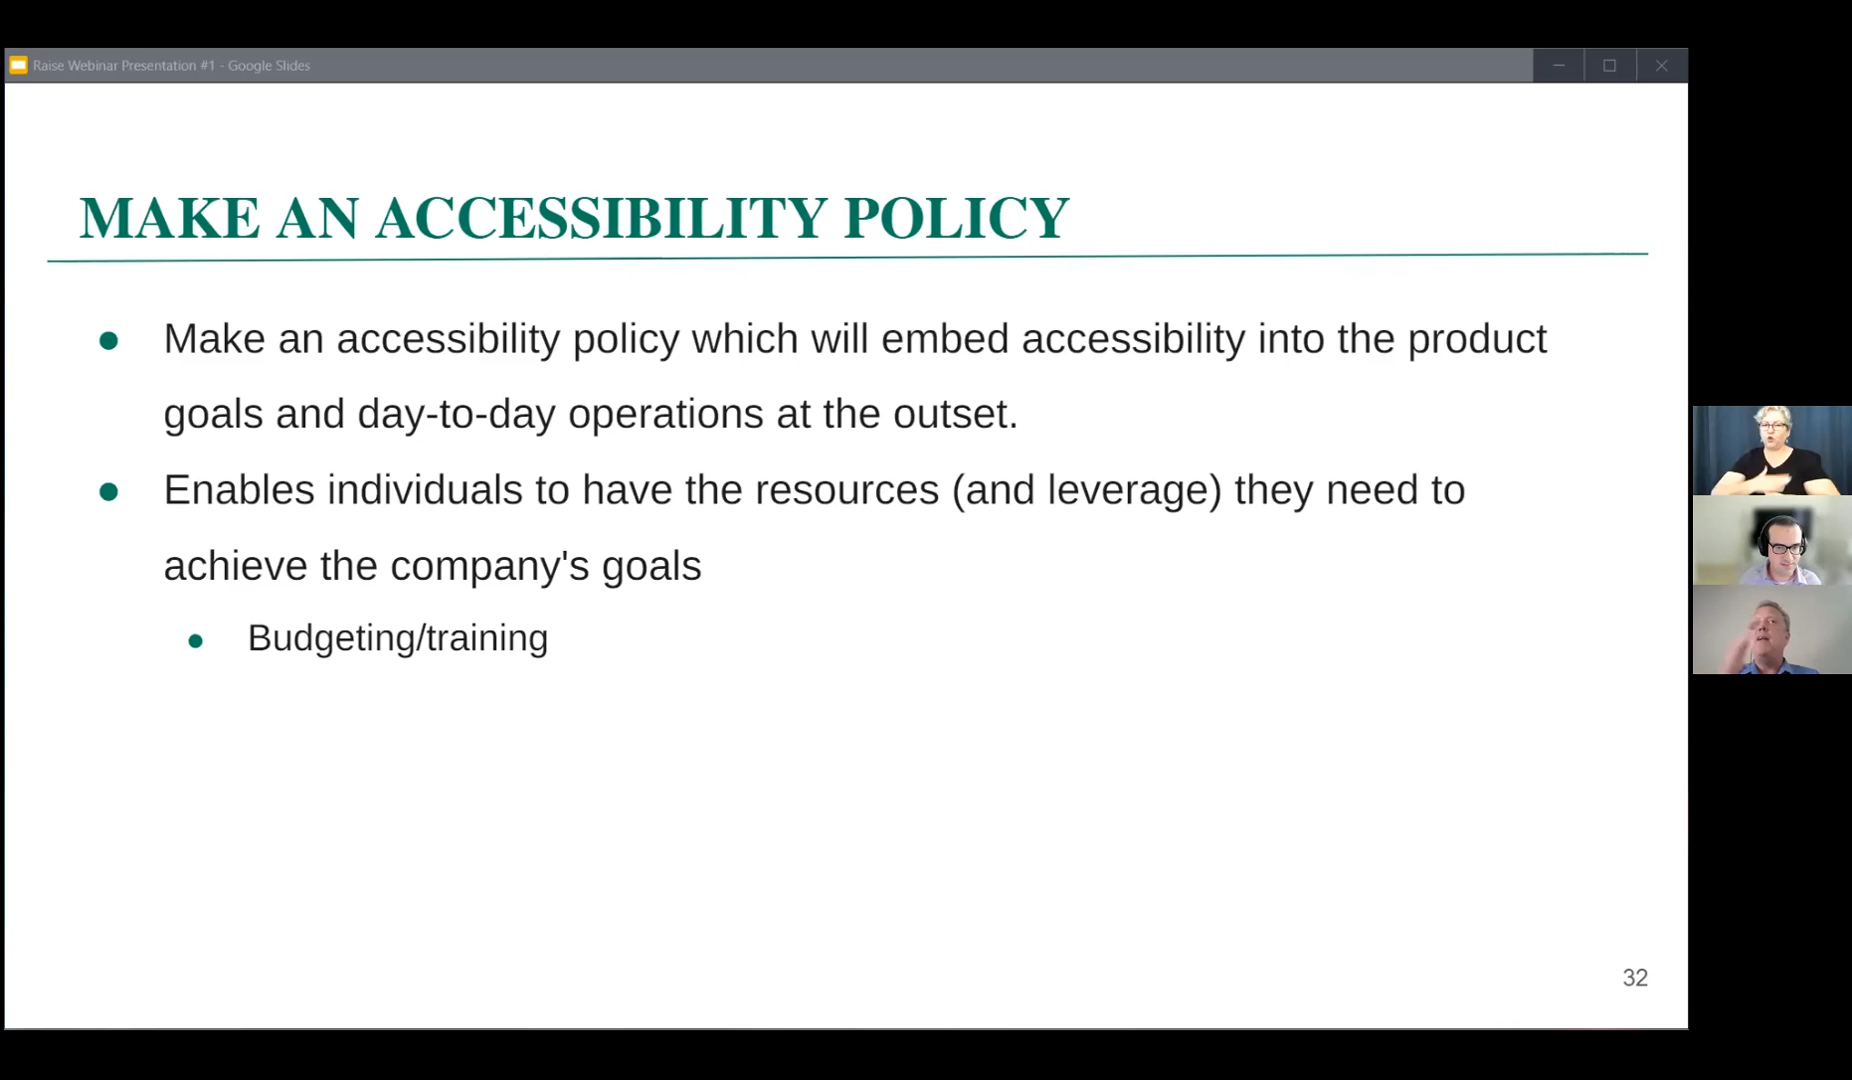 Raise Webinar Presentation #1 - Google Slides
MAKE AN ACCESSIBILITY POLICY
Make an accessibility policy which will embed accessibility into the product
goals and day-to-day operations at the outset.
Enables individuals to have the resources (and leverage) they need to
achieve the company's goals
Budgeting/training
32